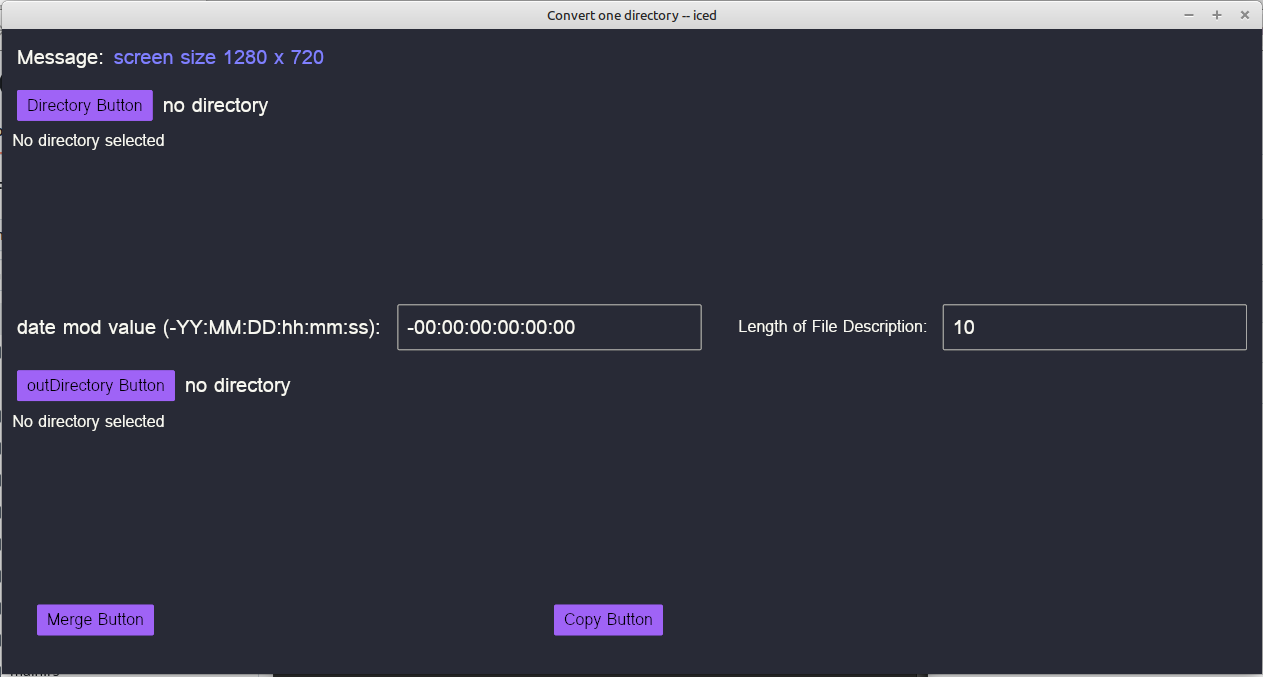 Convert one directory -- iced
Message: screen size 1280 x 720
Directory Button no directory
No directory selected
date mod value (-YY:MM:DD:hh:mm:ss): -00:00:00:00:00:00 Length of File Description: 10
outDirectory Button no directory
No directory selected
Merge Button Copy Button